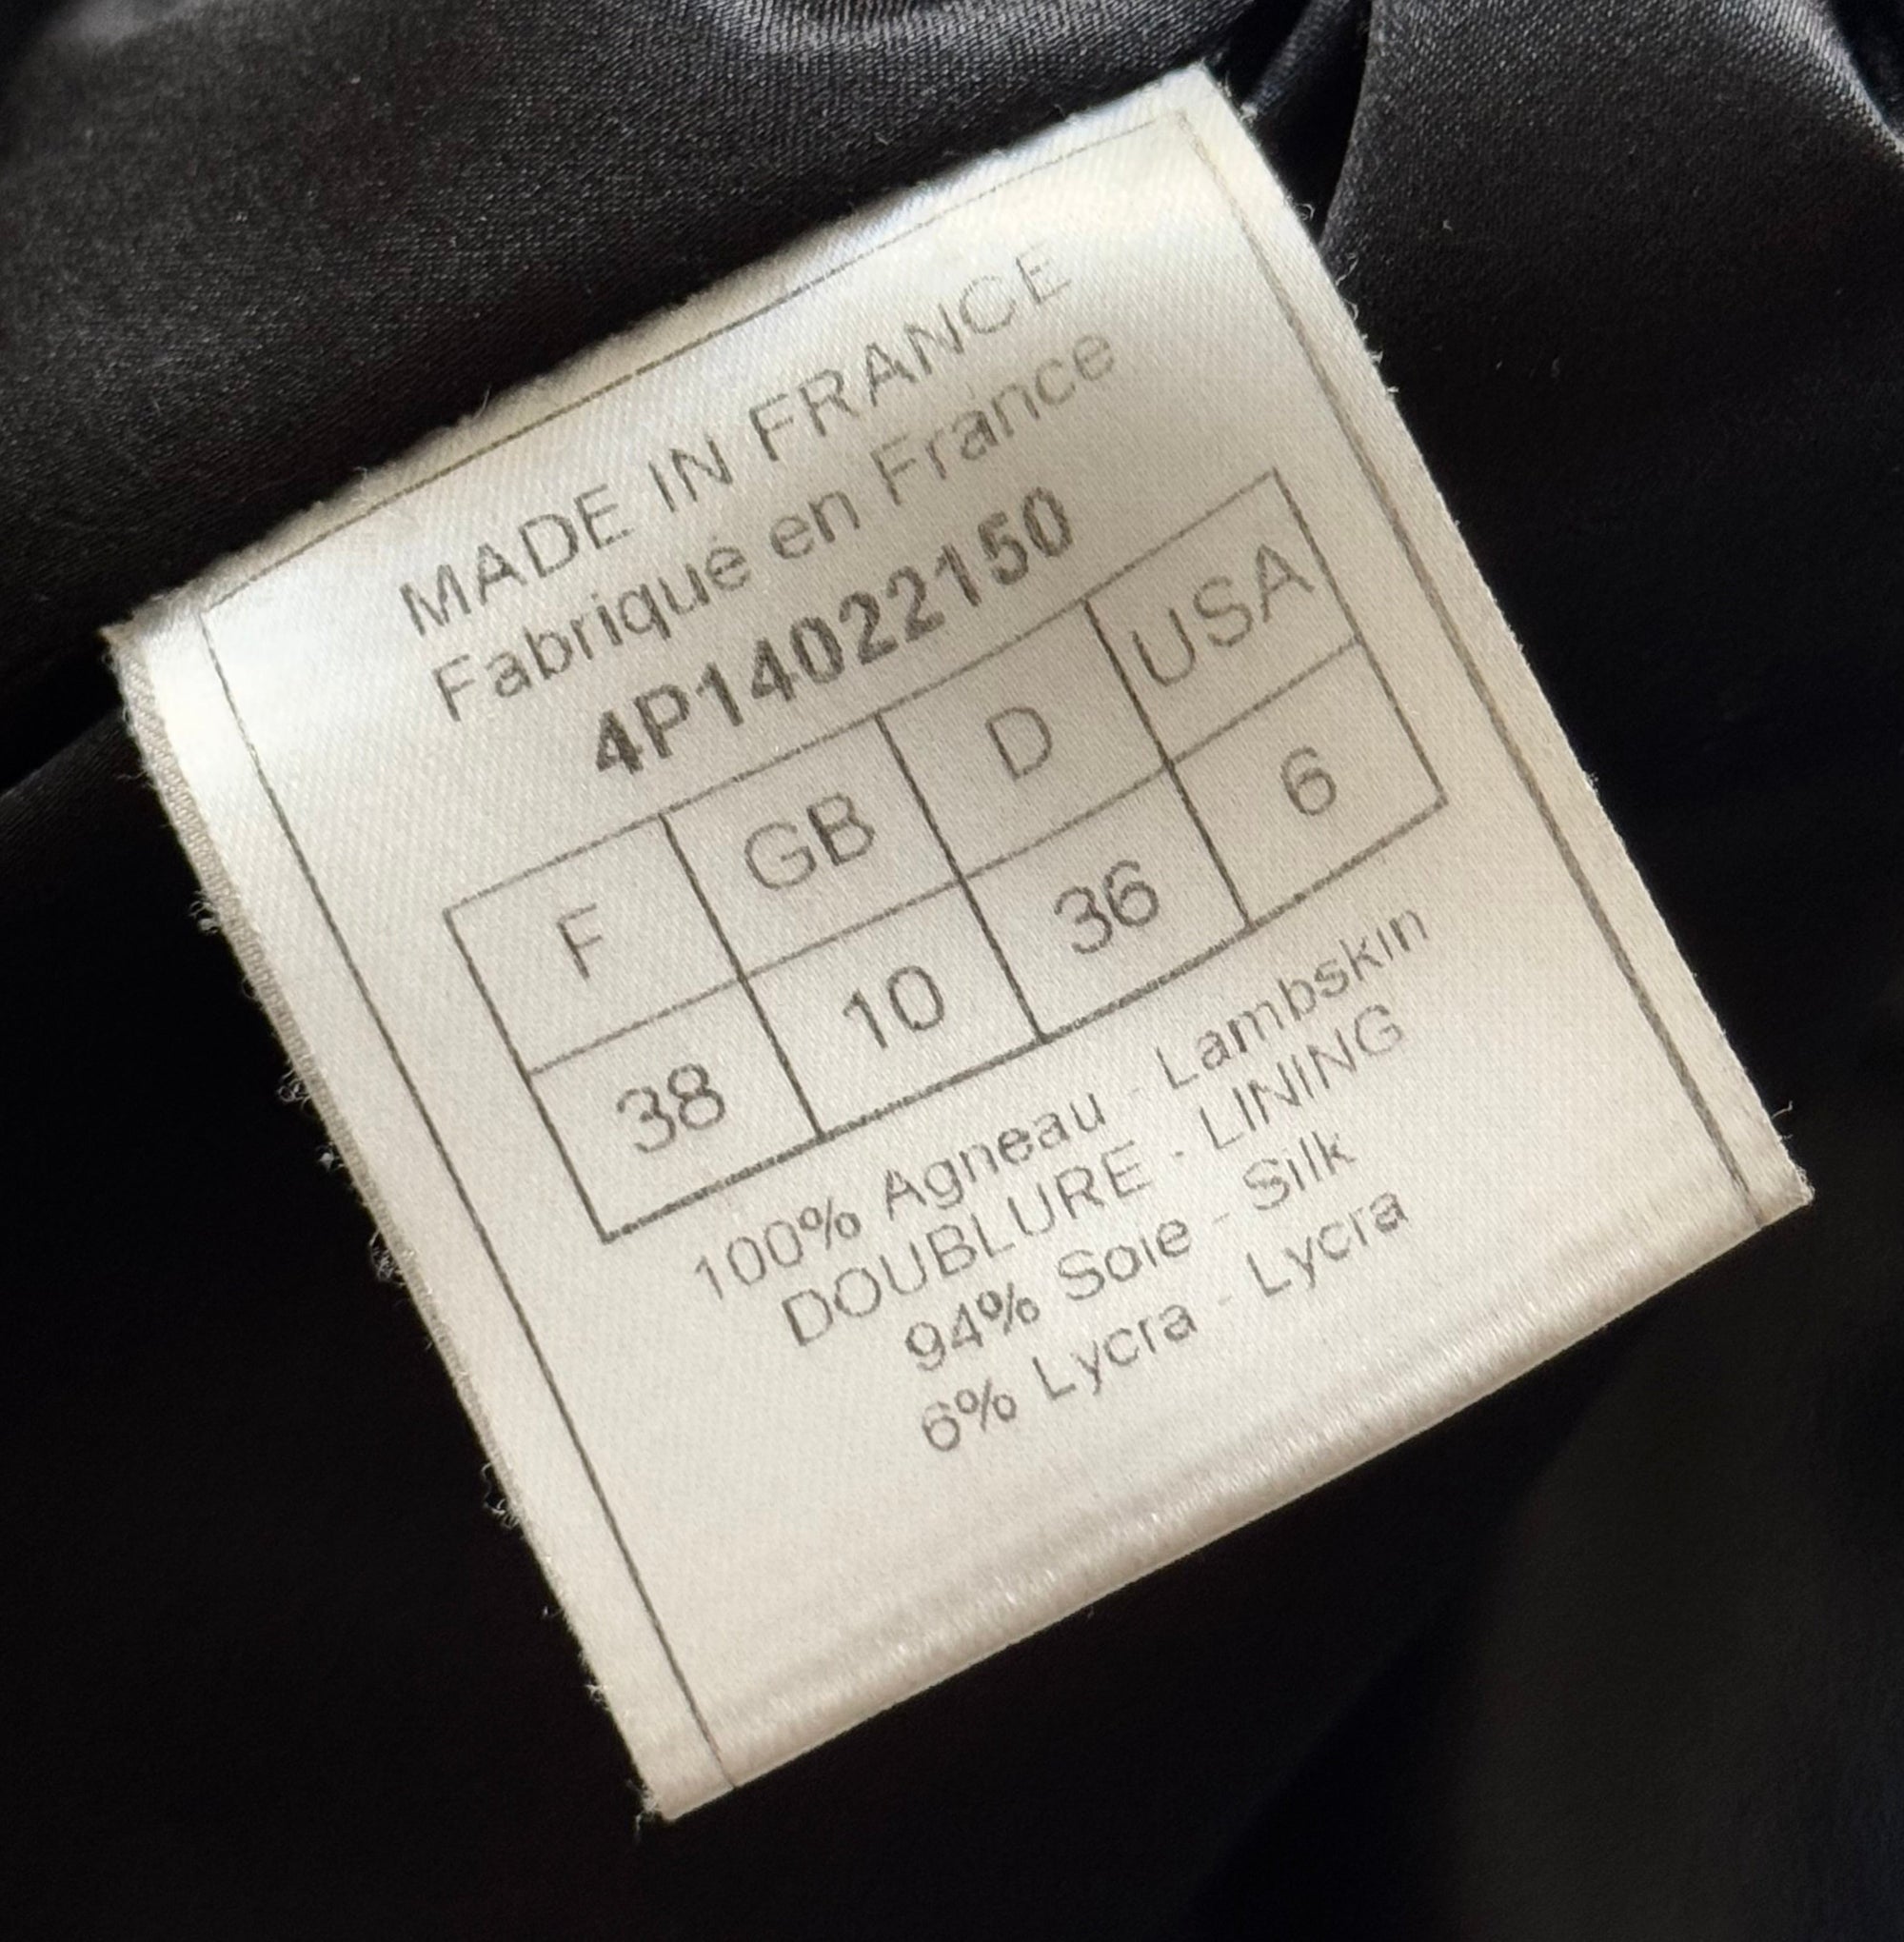 MADE IN FRANCE
Fabriqué en France
4P14022150
F GB D USA
38 10 36 6
100% Agneau - Lambskin
DOUBLURE - LINING
94% Soie - Silk
6% Lycra - Lycra